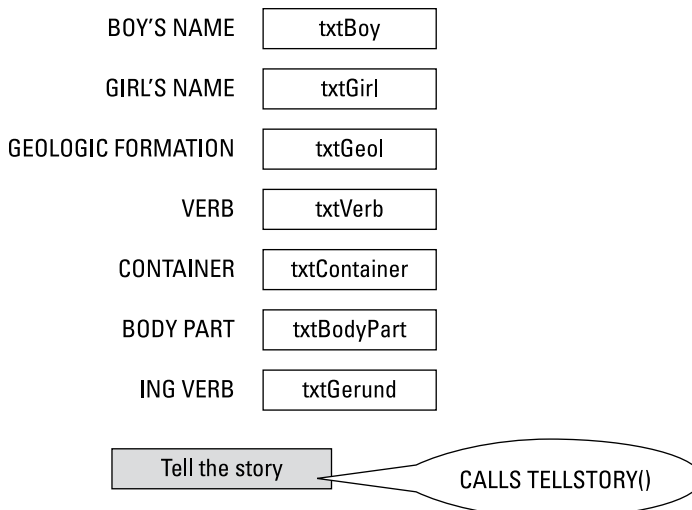 BOY'S NAME txtBoy
GIRL'S NAME txtGirl
GEOLOGIC FORMATION txtGeol
VERB txtVerb
CONTAINER txtContainer
BODY PART txtBodyPart
ING VERB txtGerund
Tell the story CALLS TELLSTORY()